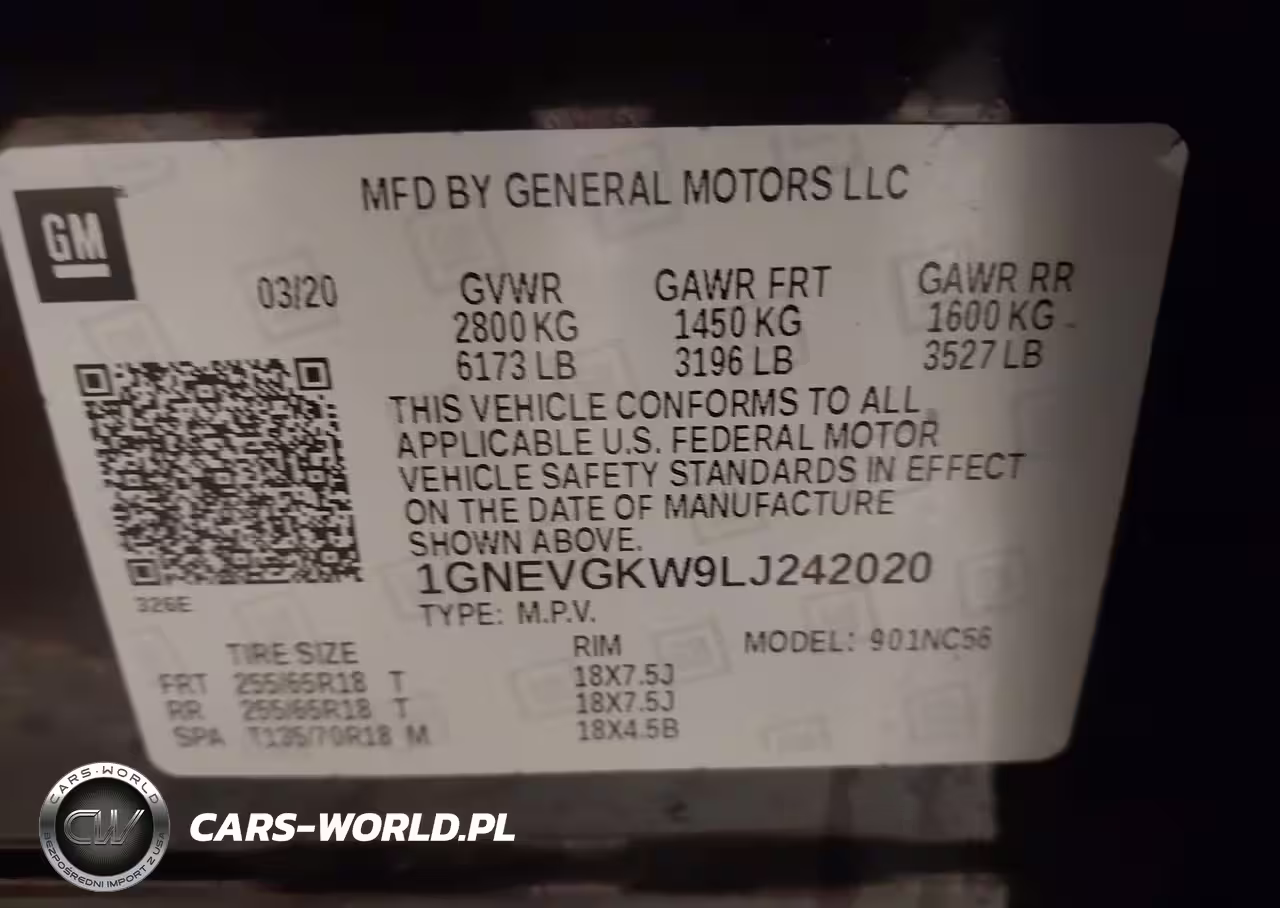 GM
MFD BY GENERAL MOTORS LLC
03/20 GVWR GAWR FRT GAWR RR
2800 KG 1450 KG 1600 KG
6173 LB 3196 LB 3527 LB
THIS VEHICLE CONFORMS TO ALL
APPLICABLE U.S. FEDERAL MOTOR
VEHICLE SAFETY STANDARDS IN EFFECT
ON THE DATE OF MANUFACTURE
SHOWN ABOVE.
1GNEVGKW9LJ242020
326E
TYPE: M.P.V.
TIRE SIZE RIM MODEL: 901NC56
FRT 255/65R18 T 18X7.5J
RR 255/65R18 T 18X7.5J
SPA T135/70R18 M 18X4.5B
CARS-WORLD
CW
BEZPOŚREDNI IMPORT Z USA
CARS-WORLD.PL